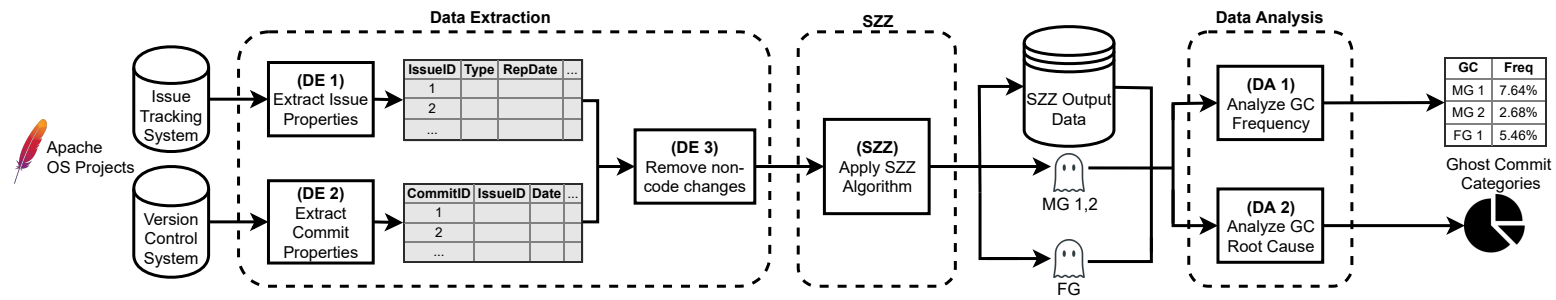 Data Extraction
SZZ
Data Analysis
Apache
OS Projects
Issue
Tracking
System
Version
Control
System
(DE 1)
Extract Issue
Properties
(DE 2)
Extract
Commit
Properties
IssueID Type RepDate ...
1
2
...
CommitID IssueID Date ...
1
2
...
(DE 3)
Remove non-
code changes
(SZZ)
Apply SZZ
Algorithm
SZZ Output
Data
MG 1,2
FG
(DA 1)
Analyze GC
Frequency
(DA 2)
Analyze GC
Root Cause
GC Freq
MG 1 7.64%
MG 2 2.68%
FG 1 5.46%
Ghost Commit
Categories